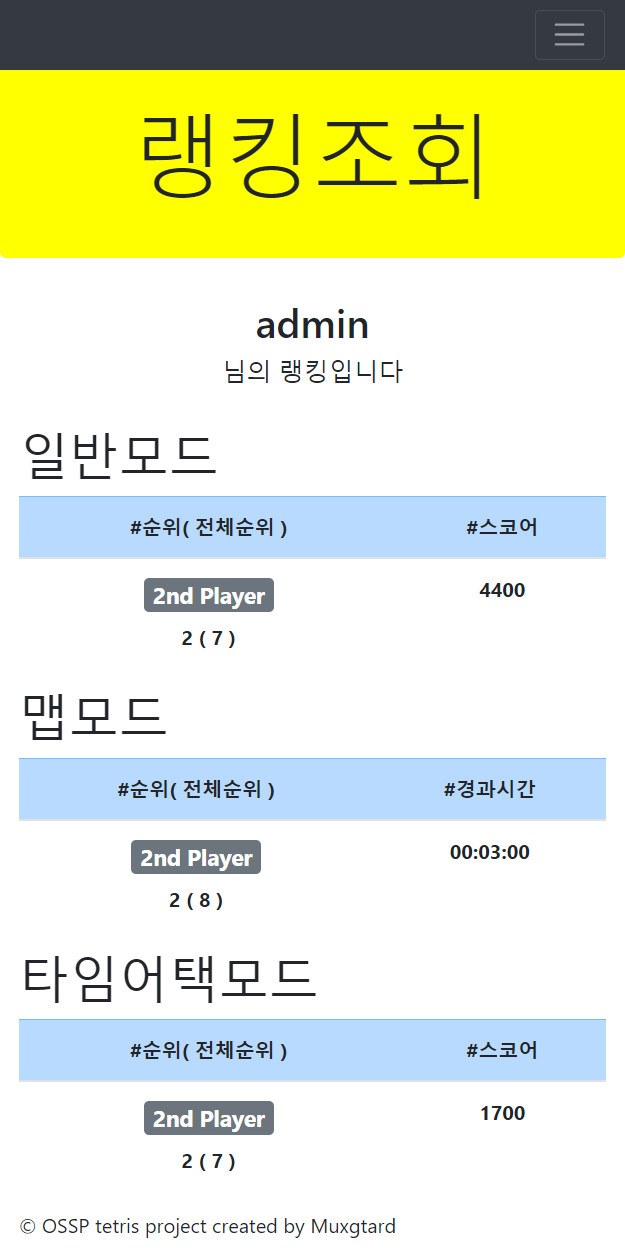 랭킹조회
admin
님의 랭킹입니다
일반모드
#순위( 전체순위 ) #스코어
2nd Player 4400
2 ( 7 )
맵모드
#순위( 전체순위 ) #경과시간
2nd Player 00:03:00
2 ( 8 )
타임어택모드
#순위( 전체순위 ) #스코어
2nd Player 1700
2 ( 7 )
© OSSP tetris project created by Muxgtard